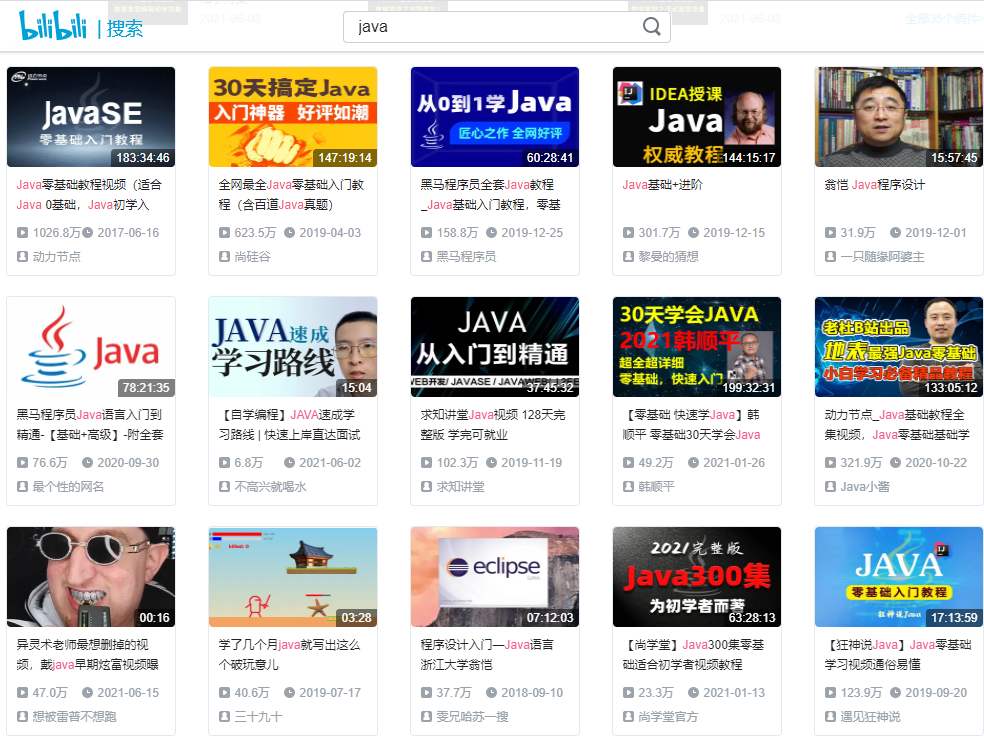 bilibili | 搜索
java
2021-06-08
2021-06-08
全部35个稿件>
JavaSE
零基础入门教程
183:34:46
30天搞定Java
入门神器 好评如潮
147:19:14
从0到1学Java
匠心之作 全网好评
60:28:41
IDEA授课
Java
权威教程
144:15:17
15:57:45
Java零基础教程视频（适合
Java 0基础，Java初学入
1026.8万 2017-06-16
动力节点
全网最全Java零基础入门教
程（含百道Java真题）
623.5万 2019-04-03
尚硅谷
黑马程序员全套Java教程
_Java基础入门教程，零基
158.8万 2019-12-25
黑马程序员
Java基础+进阶
301.7万 2019-12-15
黎曼的猜想
翁恺 Java程序设计
31.9万 2019-12-01
一只随缘阿婆主
Java
78:21:35
JAVA速成
学习路线
15:04
JAVA
从入门到精通
WEB开发/ JAVASE / JAVAWEB/ J2EE
37:45:32
30天学会JAVA
2021韩顺平
超全超详细
零基础，快速入门
199:32:31
老杜B站出品
地表最强Java零基础
小白学习必备精品教程
133:05:12
黑马程序员Java语言入门到
精通-【基础+高级】-附全套
76.6万 2020-09-30
最个性的网名
【自学编程】JAVA速成学
习路线 | 快速上岸直达面试
6.8万 2021-06-02
不高兴就喝水
求知讲堂Java视频 128天完
整版 学完可就业
102.3万 2019-11-19
求知讲堂
【零基础 快速学Java】韩
顺平 零基础30天学会Java
49.2万 2021-01-26
韩顺平
动力节点_Java基础教程全
集视频，Java零基础基础学
321.9万 2020-10-22
Java小酱
00:16
03:28
eclipse
07:12:03
2021完整版
Java300集
为初学者而著
63:28:13
JAVA
零基础入门教程
狂神说Java
17:13:59
异灵术老师最想删掉的视
频，戴java早期炫富视频曝
47.0万 2021-06-15
想被雷普不想跑
学了几个月java就写出这么
个破玩意儿
40.6万 2019-07-17
三十九十
程序设计入门—Java语言
浙江大学翁恺
37.7万 2018-09-10
雯兄哈苏一搜
【尚学堂】Java300集零基
础适合初学者视频教程
23.3万 2021-01-13
尚学堂官方
【狂神说Java】Java零基础
学习视频通俗易懂
123.9万 2019-09-20
遇见狂神说